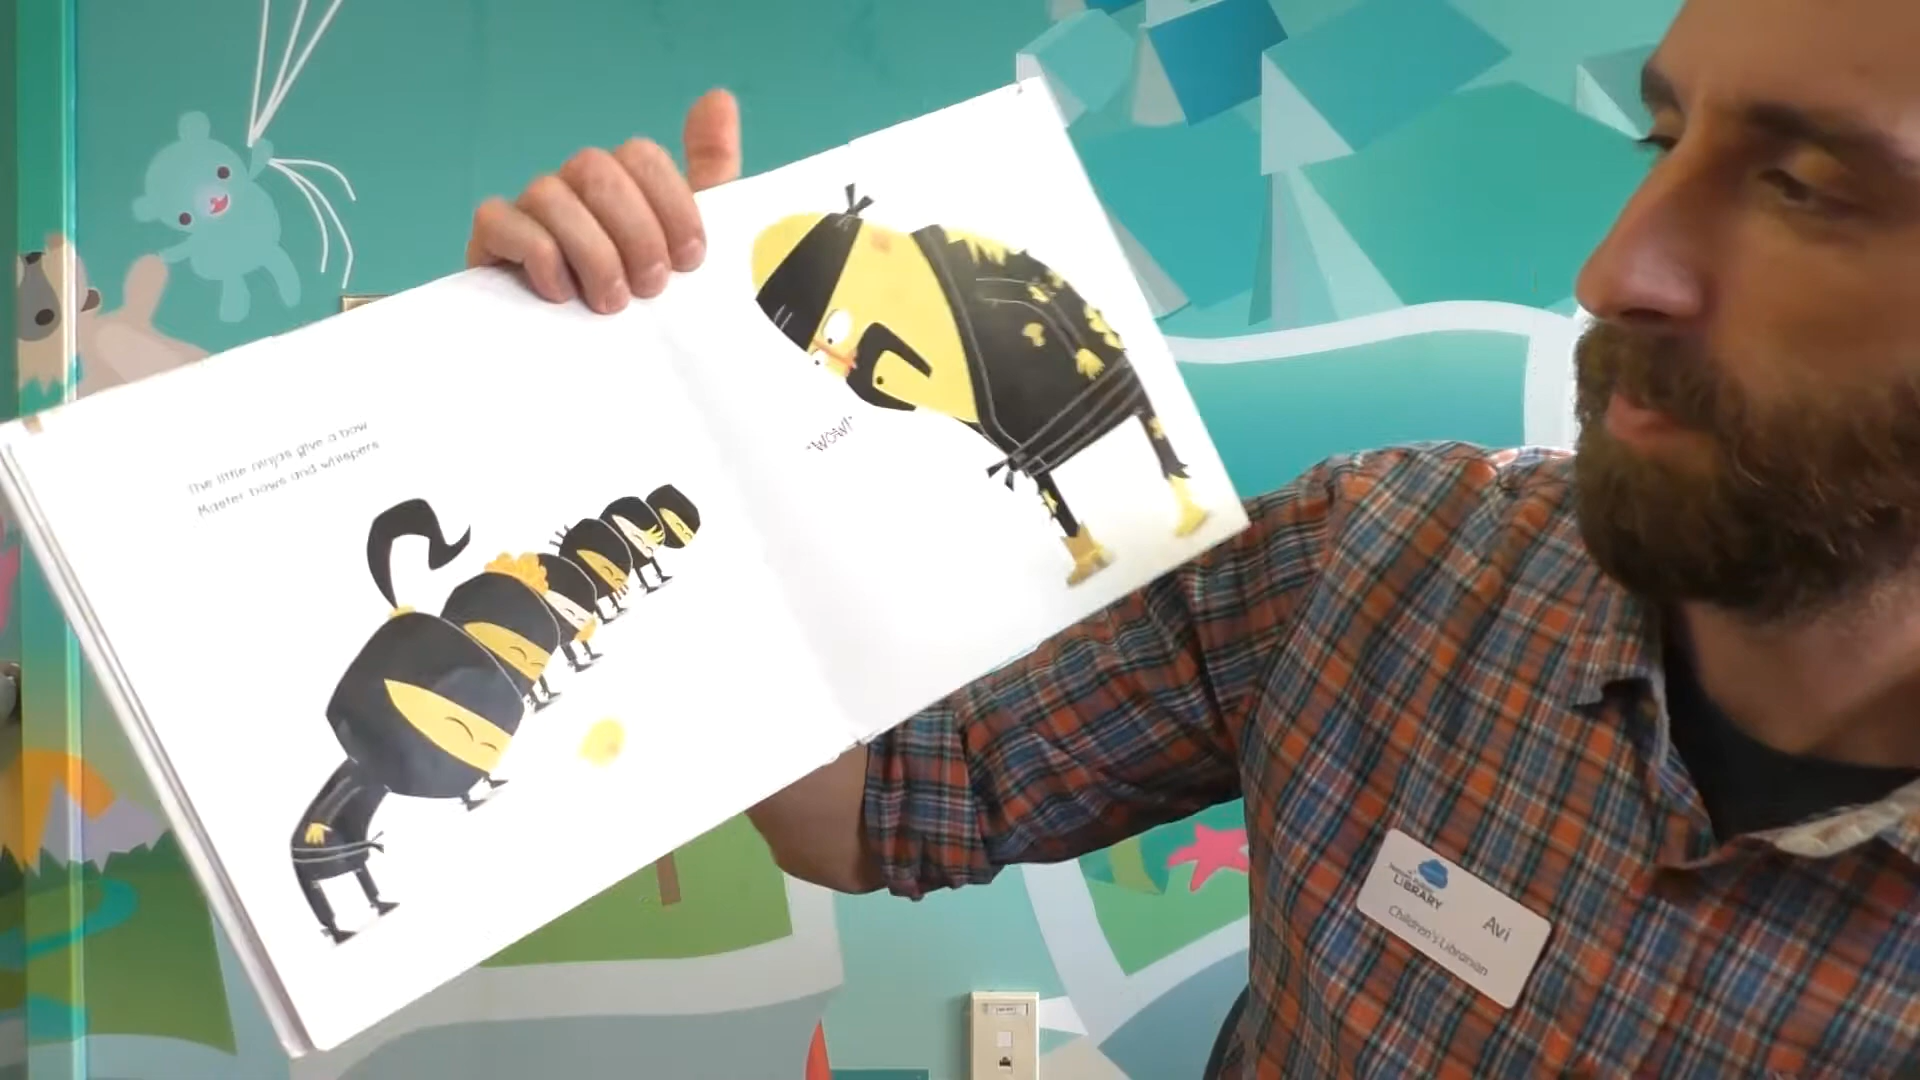 The little ninjas give a bow
Master bows and whispers
"WOW!"
LIBRARY
Avi
Children's Librarian